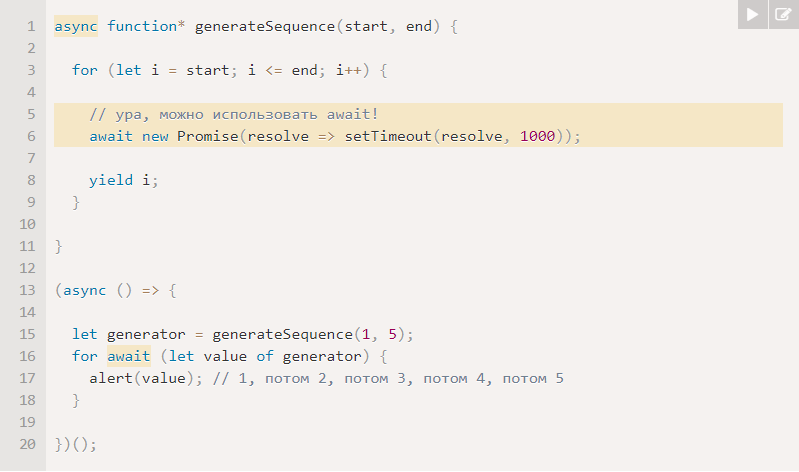 1 async function* generateSequence(start, end) {
2
3   for (let i = start; i <= end; i++) {
4
5     // ура, можно использовать await!
6     await new Promise(resolve => setTimeout(resolve, 1000));
7
8     yield i;
9   }
10
11 }
12
13 (async () => {
14
15   let generator = generateSequence(1, 5);
16   for await (let value of generator) {
17     alert(value); // 1, потом 2, потом 3, потом 4, потом 5
18   }
19
20 })();